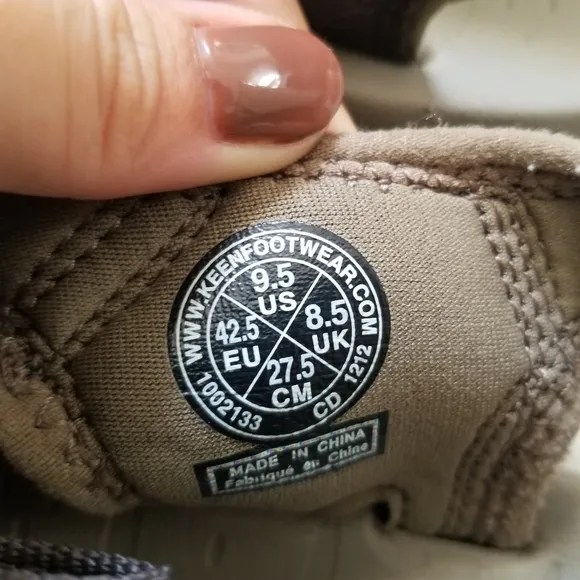 WWW.KEENFOOTWEAR.COM
9.5
US
42.5
EU
8.5
UK
27.5
CM
1002133
CD 1212
MADE IN CHINA
Fabriqué en Chine